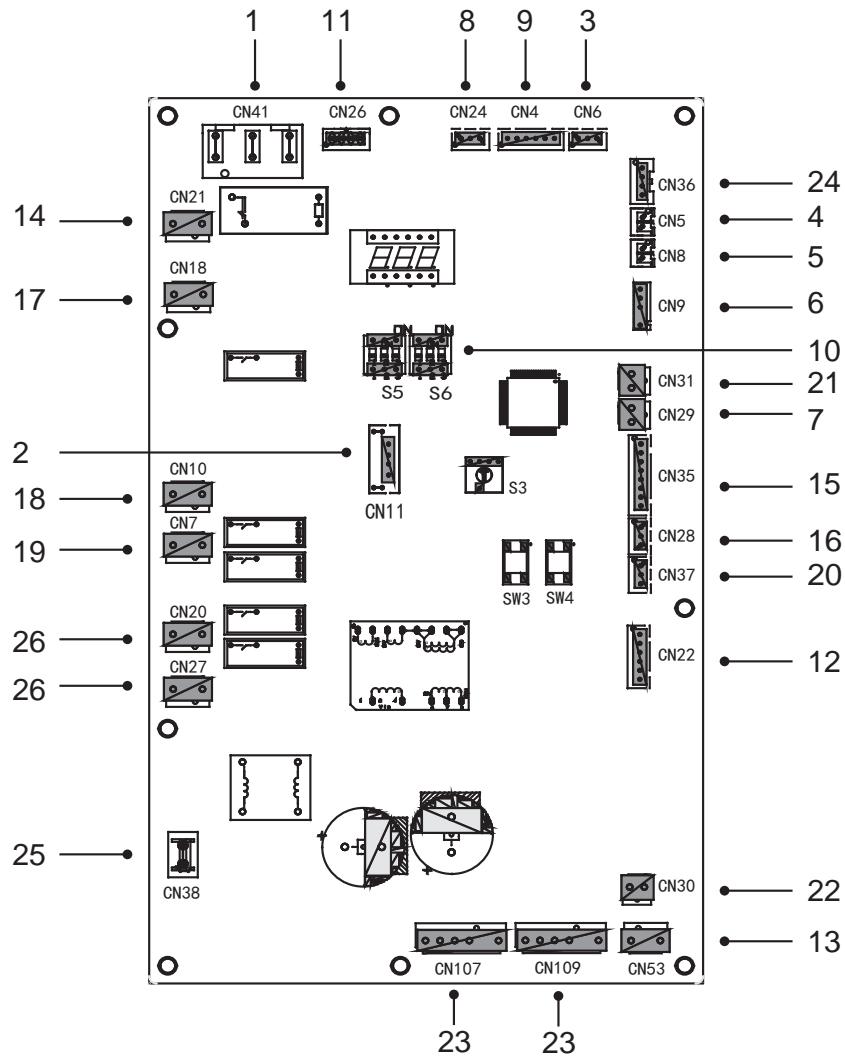 1 11 8 9 3
CN41 CN26 CN24 CN4 CN6
CN36 24
CN21 CN5 4
14 CN8 5
CN18
17 CN9 6
10
CN31 21
S5 S6
CN29 7
2 CN10 CN35
S3 15
18 CN11
CN7 CN28 16
19 CN37 20
SW3 SW4
CN20
26 CN22 12
CN27
26
25
CN38 CN30 22
13
CN107 CN109 CN53
23 23